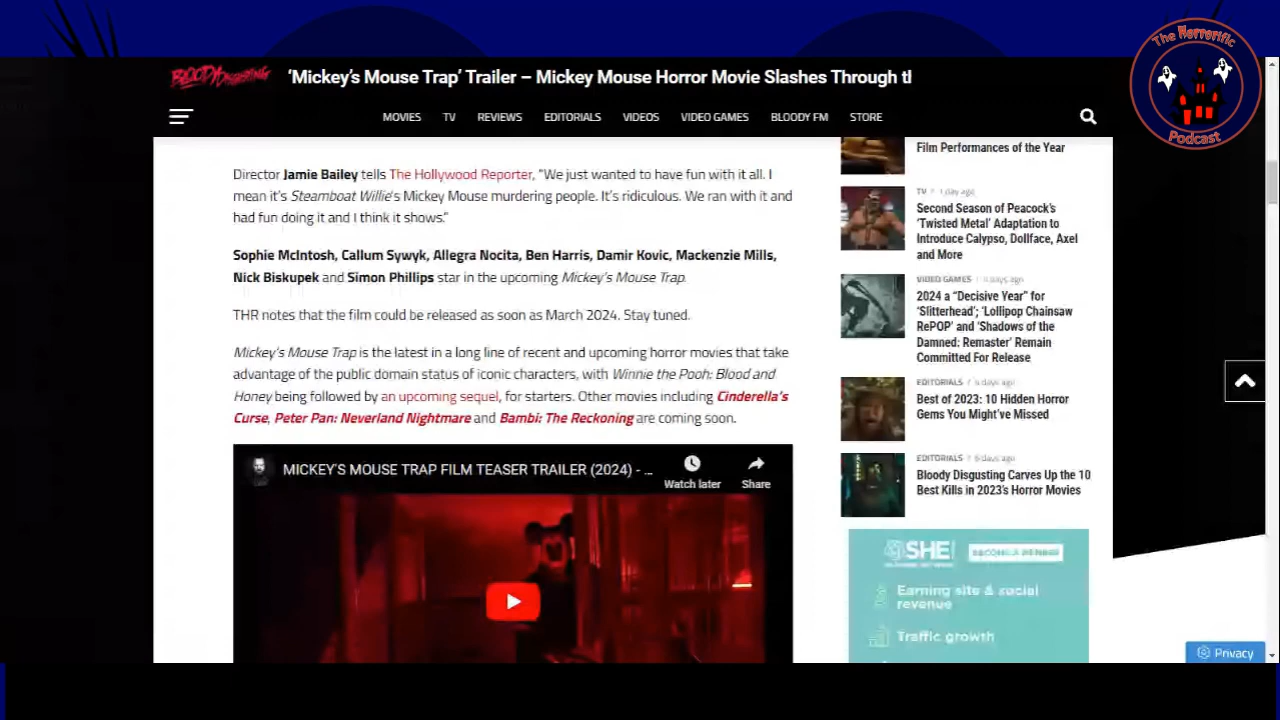 The Horrorific
Podcast
BLOODY DISGUSTING
‘Mickey’s Mouse Trap’ Trailer – Mickey Mouse Horror Movie Slashes Through tl
MOVIES TV REVIEWS EDITORIALS VIDEOS VIDEO GAMES BLOODY FM STORE
Director Jamie Bailey tells The Hollywood Reporter, “We just wanted to have fun with it all. I
mean it’s Steamboat Willie’s Mickey Mouse murdering people. It’s ridiculous. We ran with it and
had fun doing it and I think it shows.”
Sophie McIntosh, Callum Sywyk, Allegra Nocita, Ben Harris, Damir Kovic, Mackenzie Mills,
Nick Biskupek and Simon Phillips star in the upcoming Mickey’s Mouse Trap.
THR notes that the film could be released as soon as March 2024. Stay tuned.
Mickey’s Mouse Trap is the latest in a long line of recent and upcoming horror movies that take
advantage of the public domain status of iconic characters, with Winnie the Pooh: Blood and
Honey being followed by an upcoming sequel, for starters. Other movies including Cinderella’s
Curse, Peter Pan: Neverland Nightmare and Bambi: The Reckoning are coming soon.
MICKEY'S MOUSE TRAP FILM TEASER TRAILER (2024) - ...
Watch later
Share
Film Performances of the Year
TV / 1 day ago
Second Season of Peacock’s
‘Twisted Metal’ Adaptation to
Introduce Calypso, Dollface, Axel
and More
VIDEO GAMES / days ago
2024 a “Decisive Year” for
‘Slitterhead’; ‘Lollipop Chainsaw
RePOP’ and ‘Shadows of the
Damned: Remaster’ Remain
Committed For Release
EDITORIALS / days ago
Best of 2023: 10 Hidden Horror
Gems You Might’ve Missed
EDITORIALS / 6 days ago
Bloody Disgusting Carves Up the 10
Best Kills in 2023’s Horror Movies
SHE
BECOME A MEMBER
Earning site & social
revenue
Traffic growth
Privacy